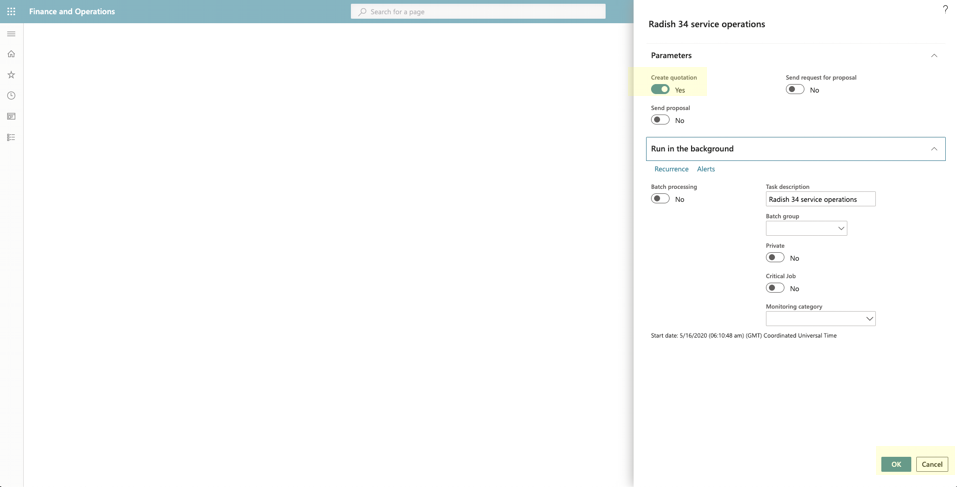 Finance and Operations
Search for a page
?
Radish 34 service operations
Parameters
Create quotation
Yes
Send request for proposal
No
Send proposal
No
Run in the background
Recurrence Alerts
Batch processing
No
Task description
Radish 34 service operations
Batch group
Private
No
Critical Job
No
Monitoring category
Start date: 5/16/2020 (06:10:48 am) (GMT) Coordinated Universal Time
OK Cancel